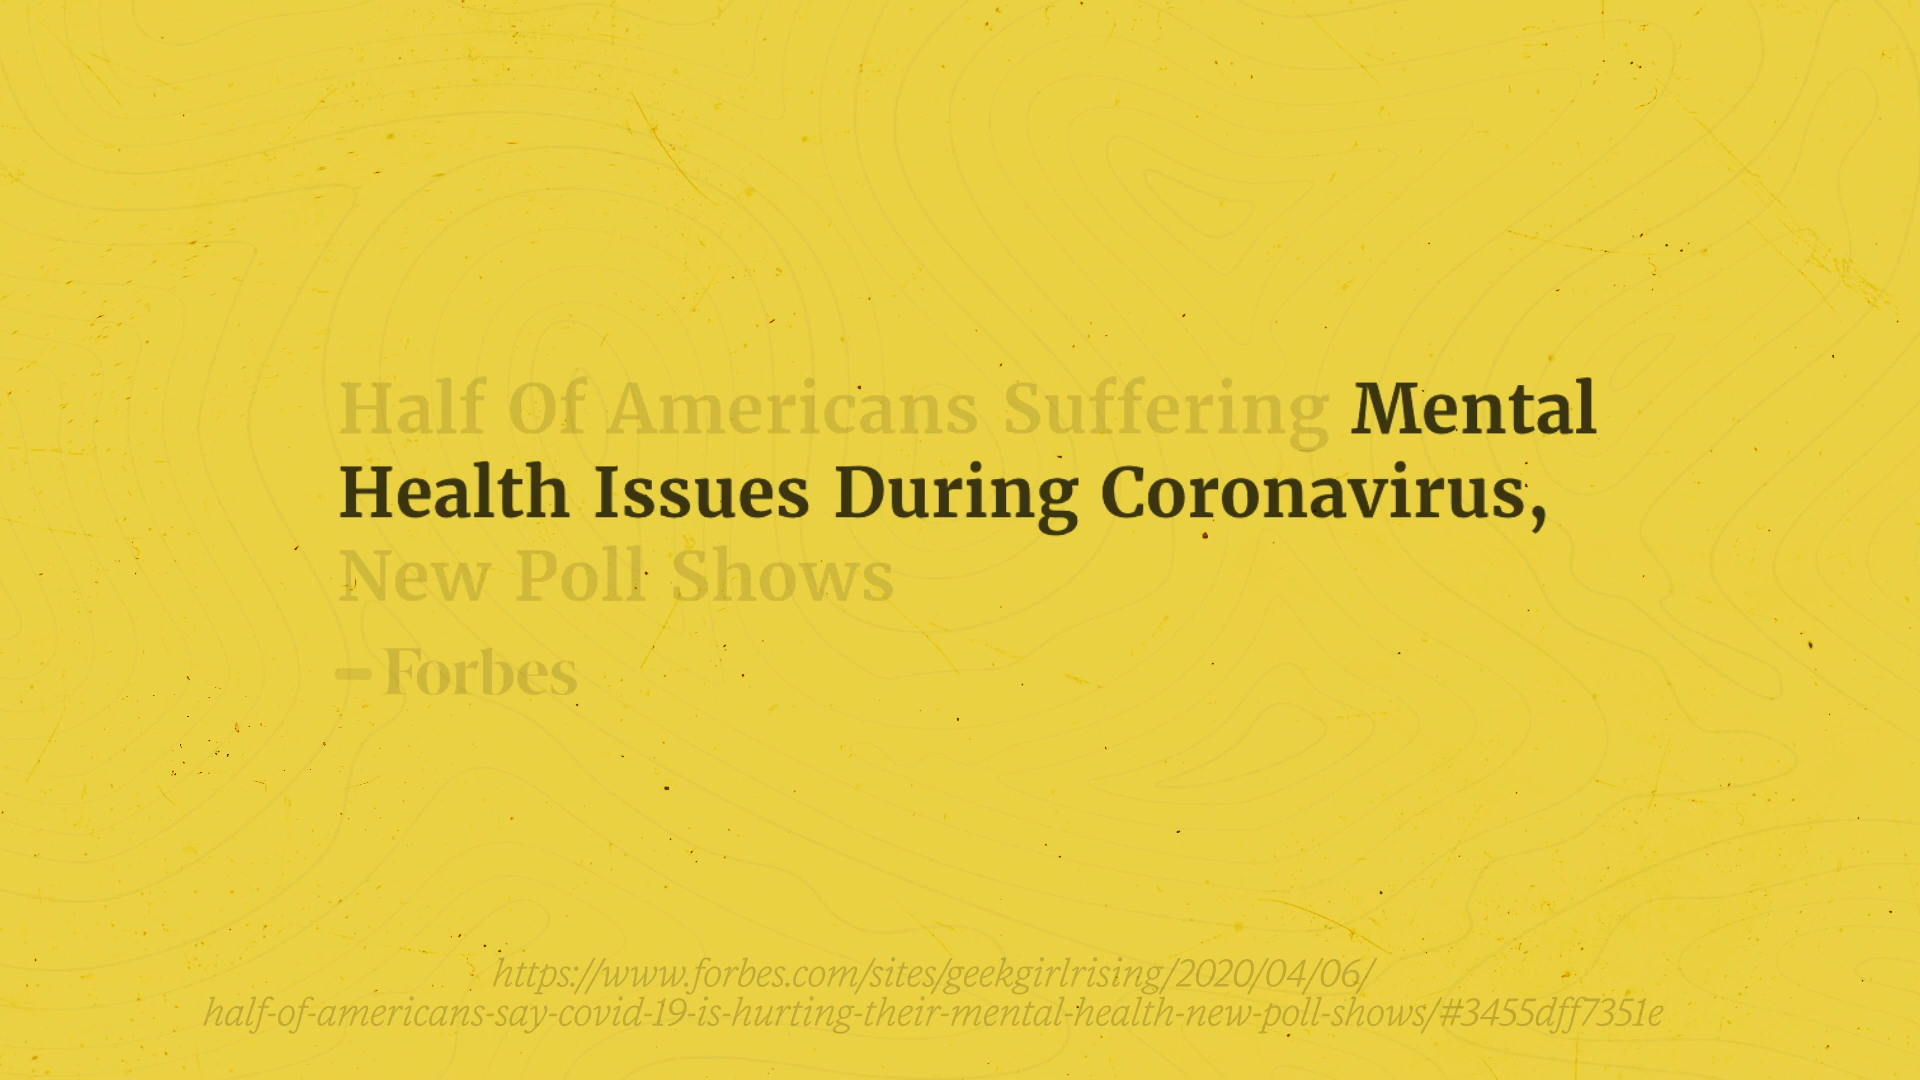 Half Of Americans Suffering Mental
Health Issues During Coronavirus,
New Poll Shows
– Forbes
https://www.forbes.com/sites/geekgirlrising/2020/04/06/
half-of-americans-say-covid-19-is-hurting-their-mental-health-new-poll-shows/#3455dff7351e